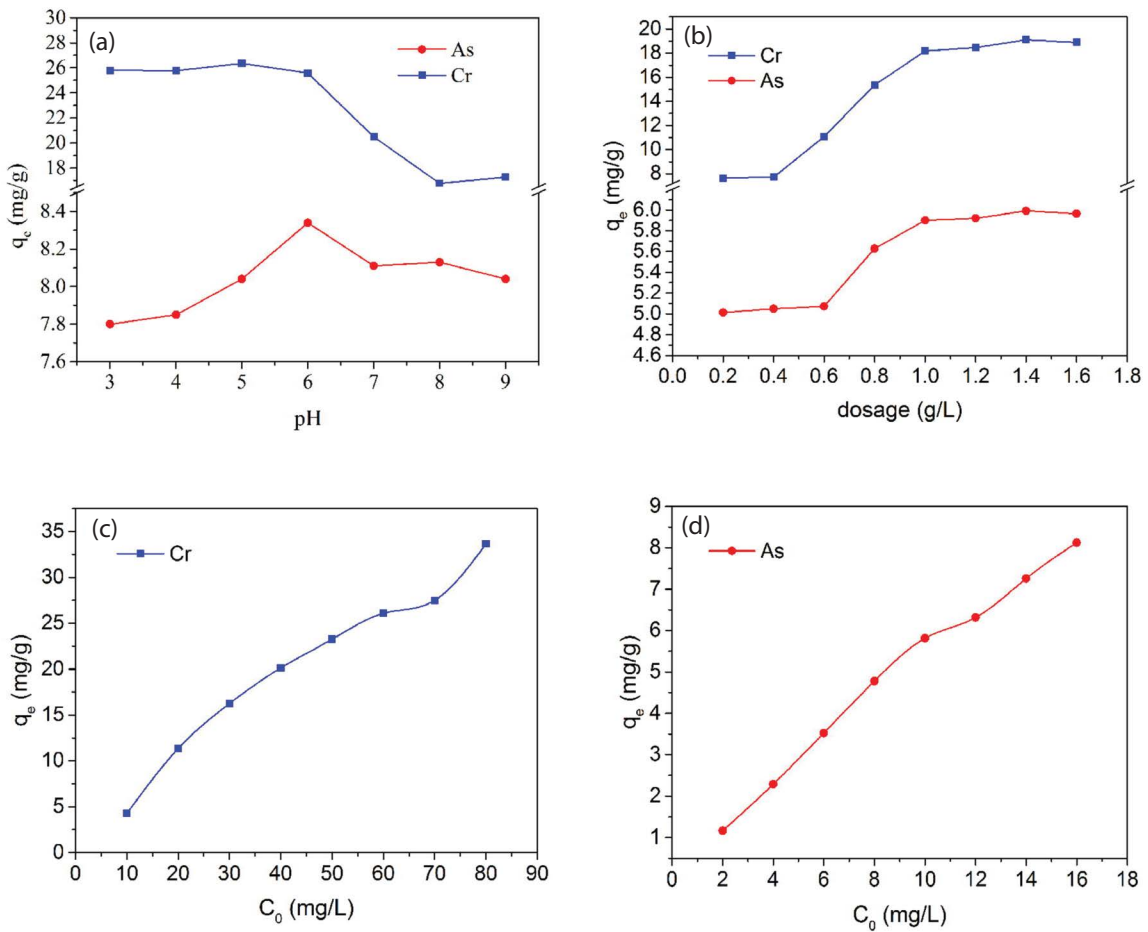 (a)
As
Cr
30
28
26
24
22
20
18
8.4
8.2
8.0
7.8
7.6
qe (mg/g)
3 4 5 6 7 8 9
pH
(b)
Cr
As
20
19
18
17
16
15
14
13
12
11
10
9
8
6.0
5.8
5.6
5.4
5.2
5.0
4.8
4.6
qe (mg/g)
0.0 0.2 0.4 0.6 0.8 1.0 1.2 1.4 1.6 1.8
dosage (g/L)
(c)
Cr
35
30
25
20
15
10
5
0
qe (mg/g)
0 10 20 30 40 50 60 70 80 90
C0 (mg/L)
(d)
As
9
8
7
6
5
4
3
2
1
qe (mg/g)
0 2 4 6 8 10 12 14 16 18
C0 (mg/L)